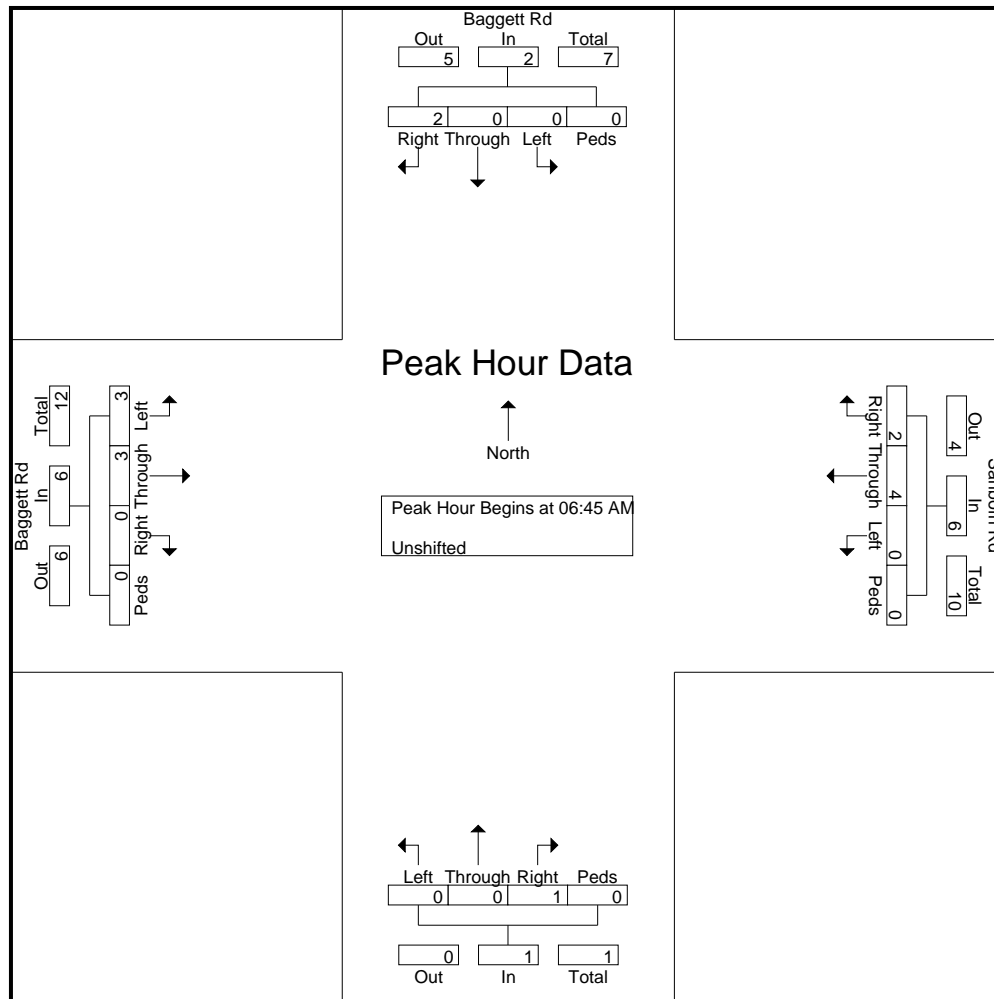 Baggett Rd
Out In Total
5 2 7
2 0 0 0
Right Through Left Peds
Peak Hour Data
North
Peak Hour Begins at 06:45 AM
Unshifted
Baggett Rd
Total In Out
12 6 6
3 3 0 0
Left Through Right Peds
Right Through Left Peds
2 4 0 0
Out In Total
4 6 10
Left Through Right Peds
0 0 1 0
0 1 1
Out In Total